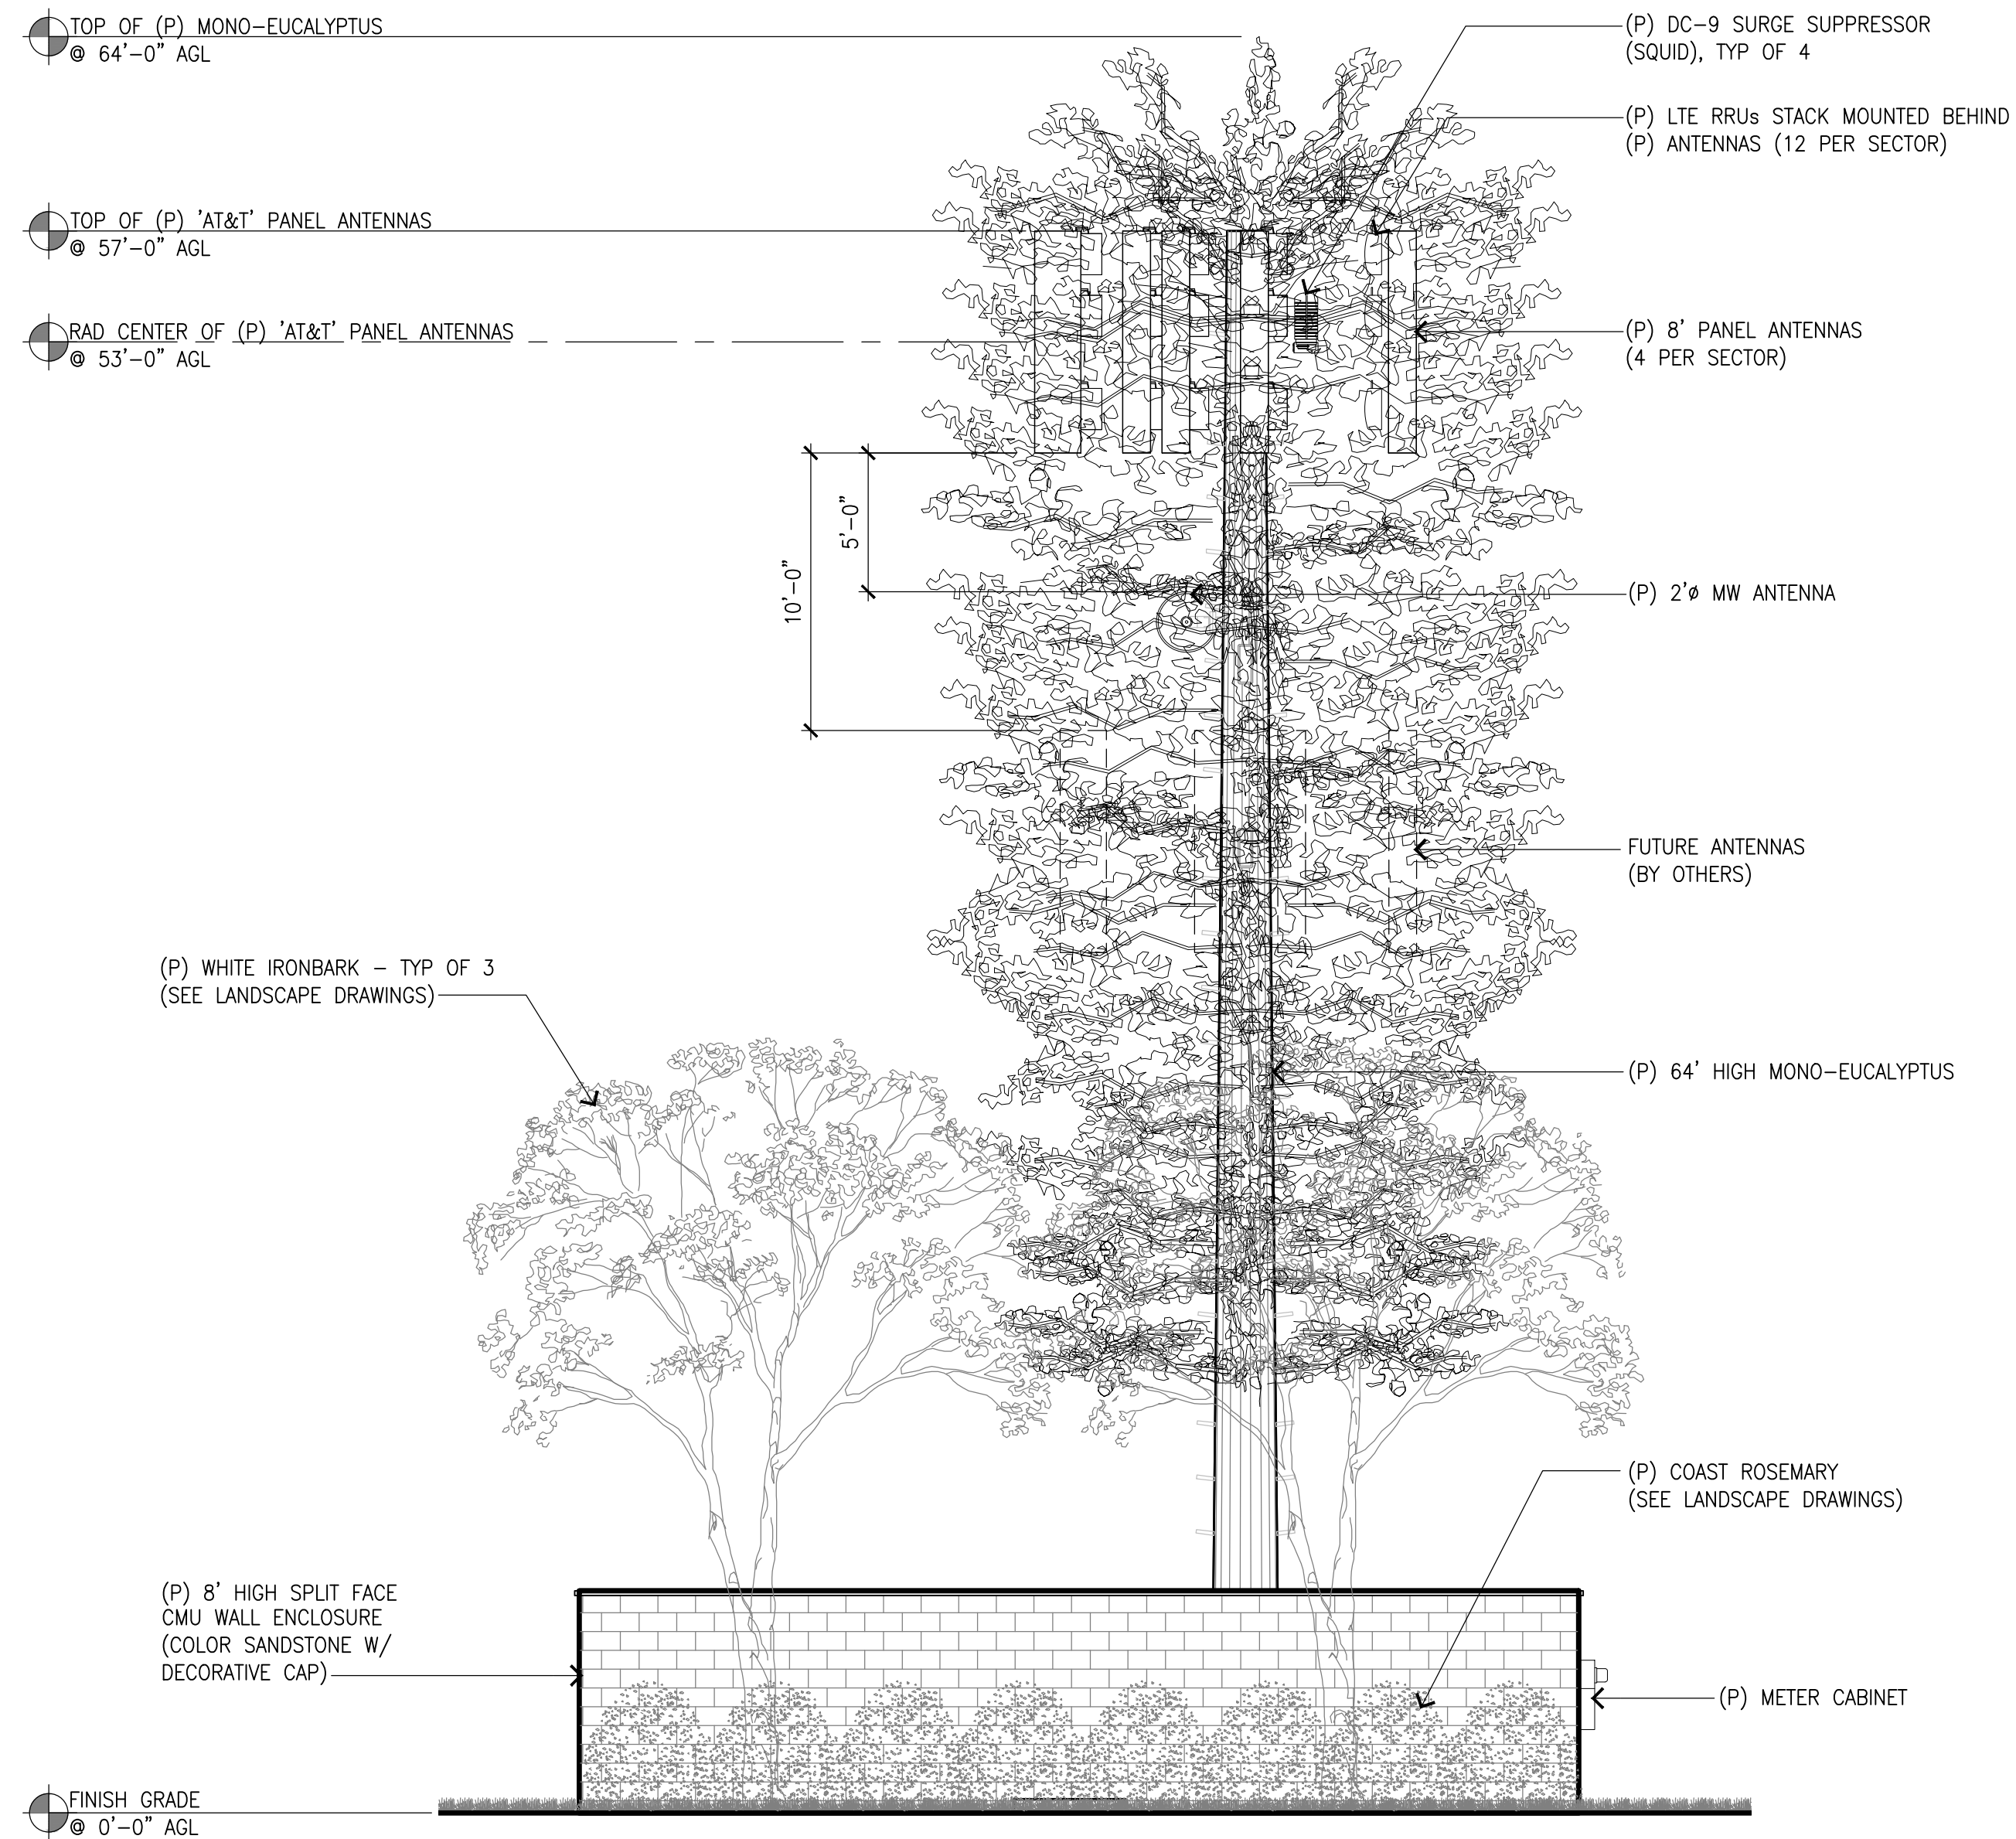 TOP OF (P) MONO-EUCALYPTUS
@ 64'-0" AGL
(P) DC-9 SURGE SUPPRESSOR
(SQUID), TYP OF 4
(P) LTE RRUs STACK MOUNTED BEHIND
(P) ANTENNAS (12 PER SECTOR)
TOP OF (P) 'AT&T' PANEL ANTENNAS
@ 57'-0" AGL
RAD CENTER OF (P) 'AT&T' PANEL ANTENNAS
@ 53'-0" AGL
(P) 8' PANEL ANTENNAS
(4 PER SECTOR)
5'-0"
10'-0"
(P) 2'ø MW ANTENNA
FUTURE ANTENNAS
(BY OTHERS)
(P) WHITE IRONBARK - TYP OF 3
(SEE LANDSCAPE DRAWINGS)
(P) 64' HIGH MONO-EUCALYPTUS
(P) COAST ROSEMARY
(SEE LANDSCAPE DRAWINGS)
(P) 8' HIGH SPLIT FACE
CMU WALL ENCLOSURE
(COLOR SANDSTONE W/
DECORATIVE CAP)
(P) METER CABINET
FINISH GRADE
@ 0'-0" AGL